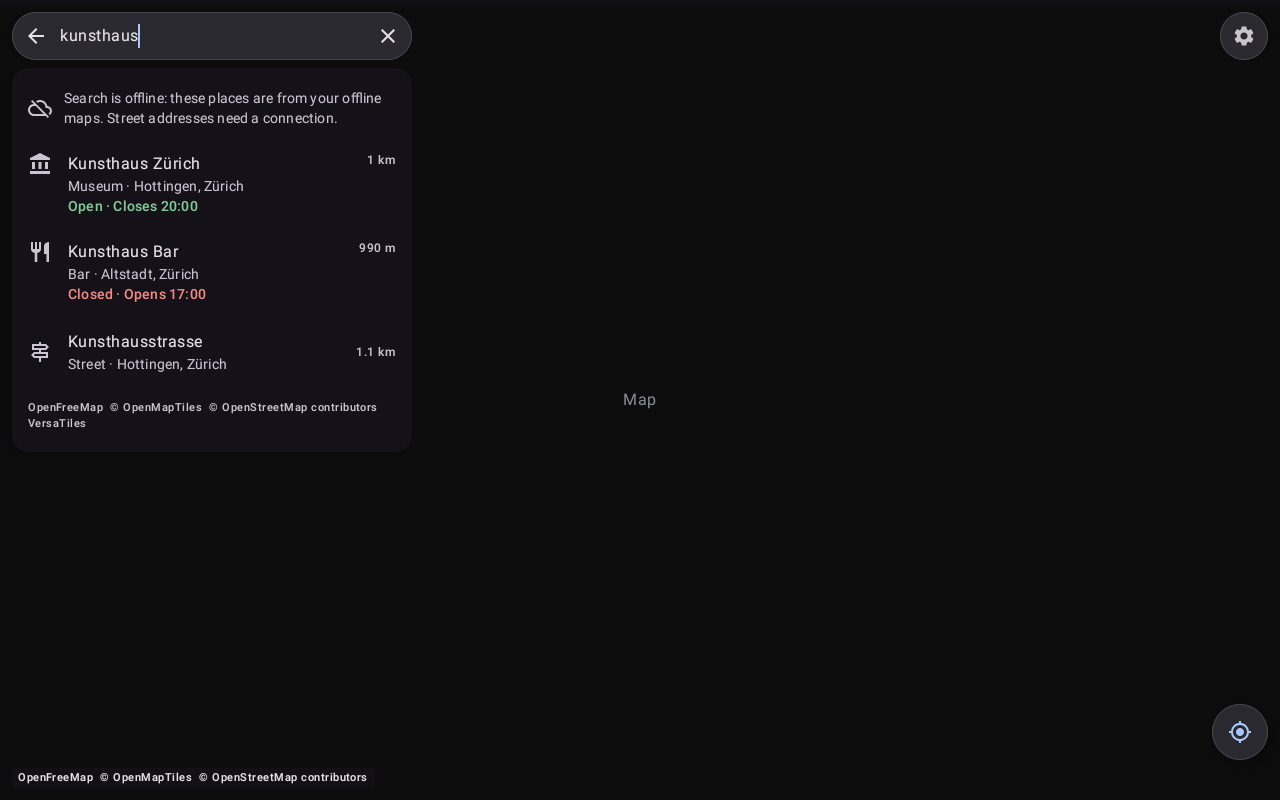 kunsthaus
Search is offline: these places are from your offline
maps. Street addresses need a connection.
Kunsthaus Zürich
1 km
Museum · Hottingen, Zürich
Open · Closes 20:00
Kunsthaus Bar
990 m
Bar · Altstadt, Zürich
Closed · Opens 17:00
Kunsthausstrasse
1.1 km
Street · Hottingen, Zürich
OpenFreeMap © OpenMapTiles © OpenStreetMap contributors
VersaTiles
Map
OpenFreeMap © OpenMapTiles © OpenStreetMap contributors